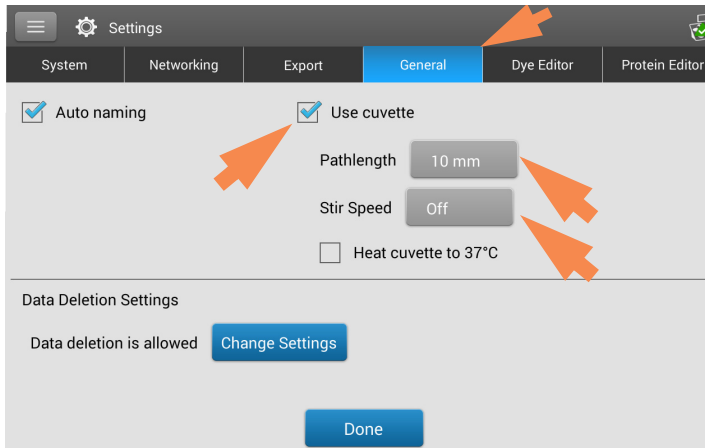 Settings
System Networking Export General Dye Editor Protein Editor
Auto naming Use cuvette
Pathlength 10 mm
Stir Speed Off
Heat cuvette to 37°C
Data Deletion Settings
Data deletion is allowed Change Settings
Done